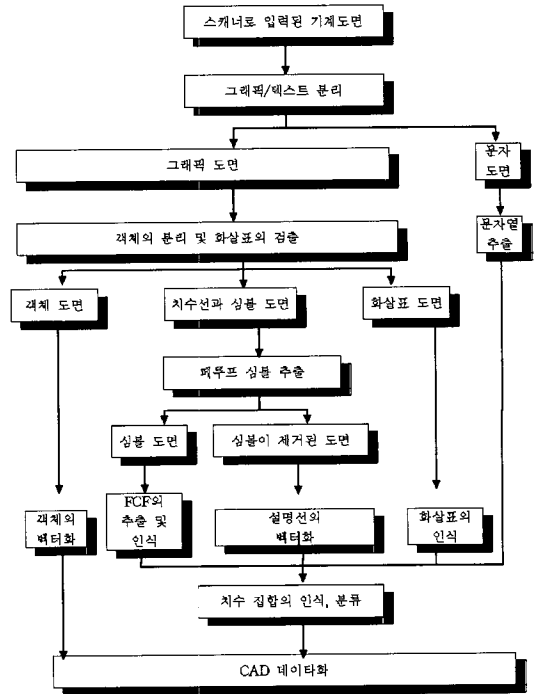 스캐너로 입력된 기계도면
그래픽/텍스트 분리
그래픽 도면
문자
도면
객체의 분리 및 화살표의 검출
문자열
추출
객체 도면
치수선과 심볼 도면
화살표 도면
폐루프 심볼 추출
심볼 도면
심볼이 제거된 도면
객체의
벡터화
FCF의
추출 및
인식
설명선의
벡터화
화살표의
인식
치수 집합의 인식, 분류
CAD 데이타화